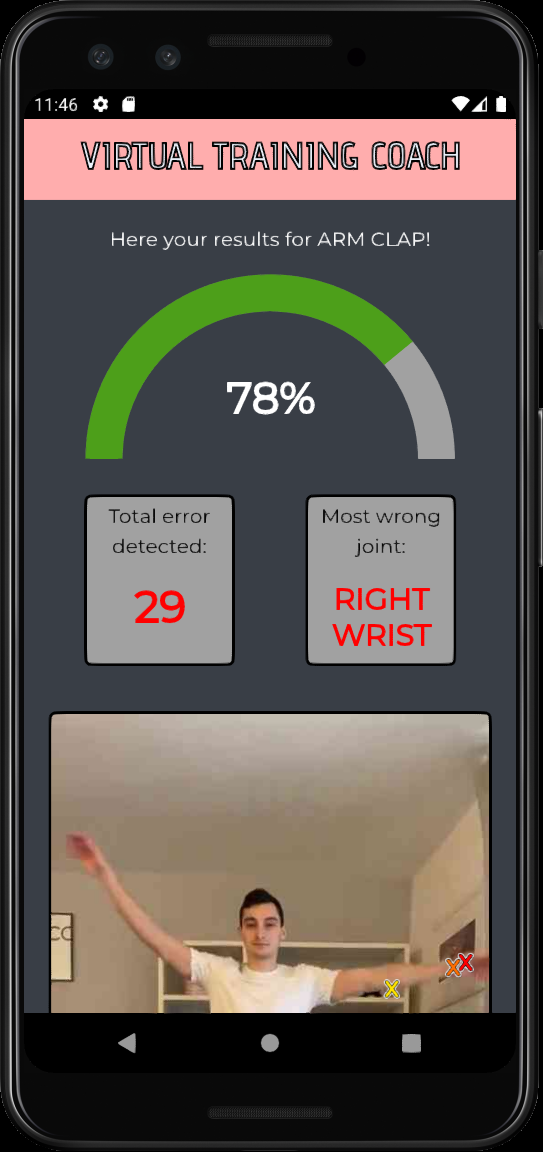 11:46
VIRTUAL TRAINING COACH
Here your results for ARM CLAP!
78%
Total error
detected:
29
Most wrong
joint:
RIGHT
WRIST
X
X
X